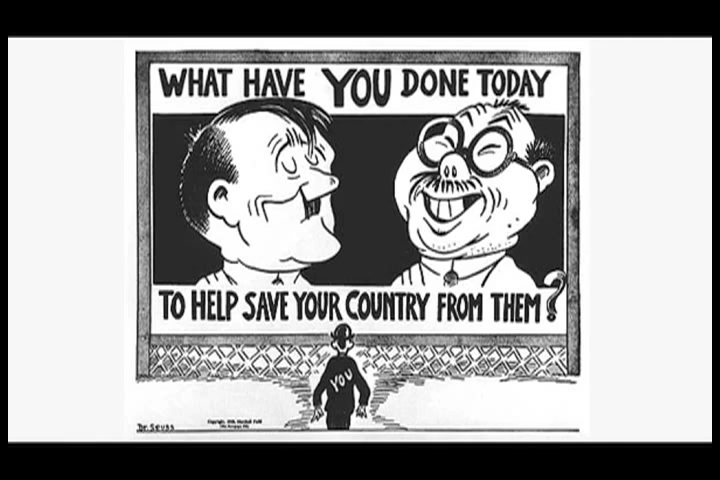 WHAT HAVE YOU DONE TODAY
TO HELP SAVE YOUR COUNTRY FROM THEM?
YOU
DR. SEUSS